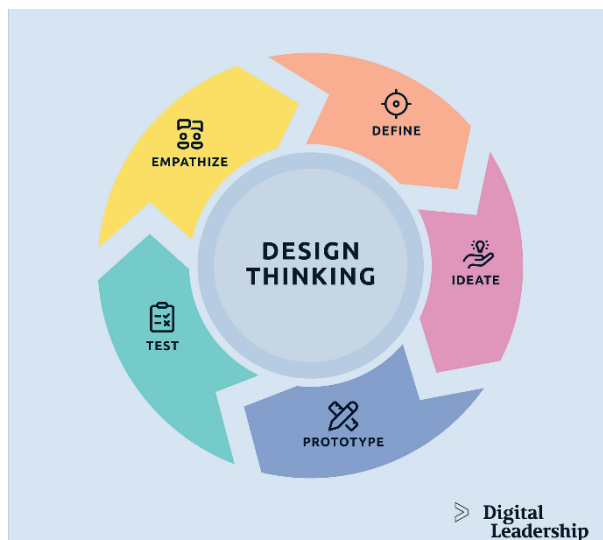 DESIGN
THINKING
EMPATHIZE
DEFINE
IDEATE
PROTOTYPE
TEST
Digital
Leadership